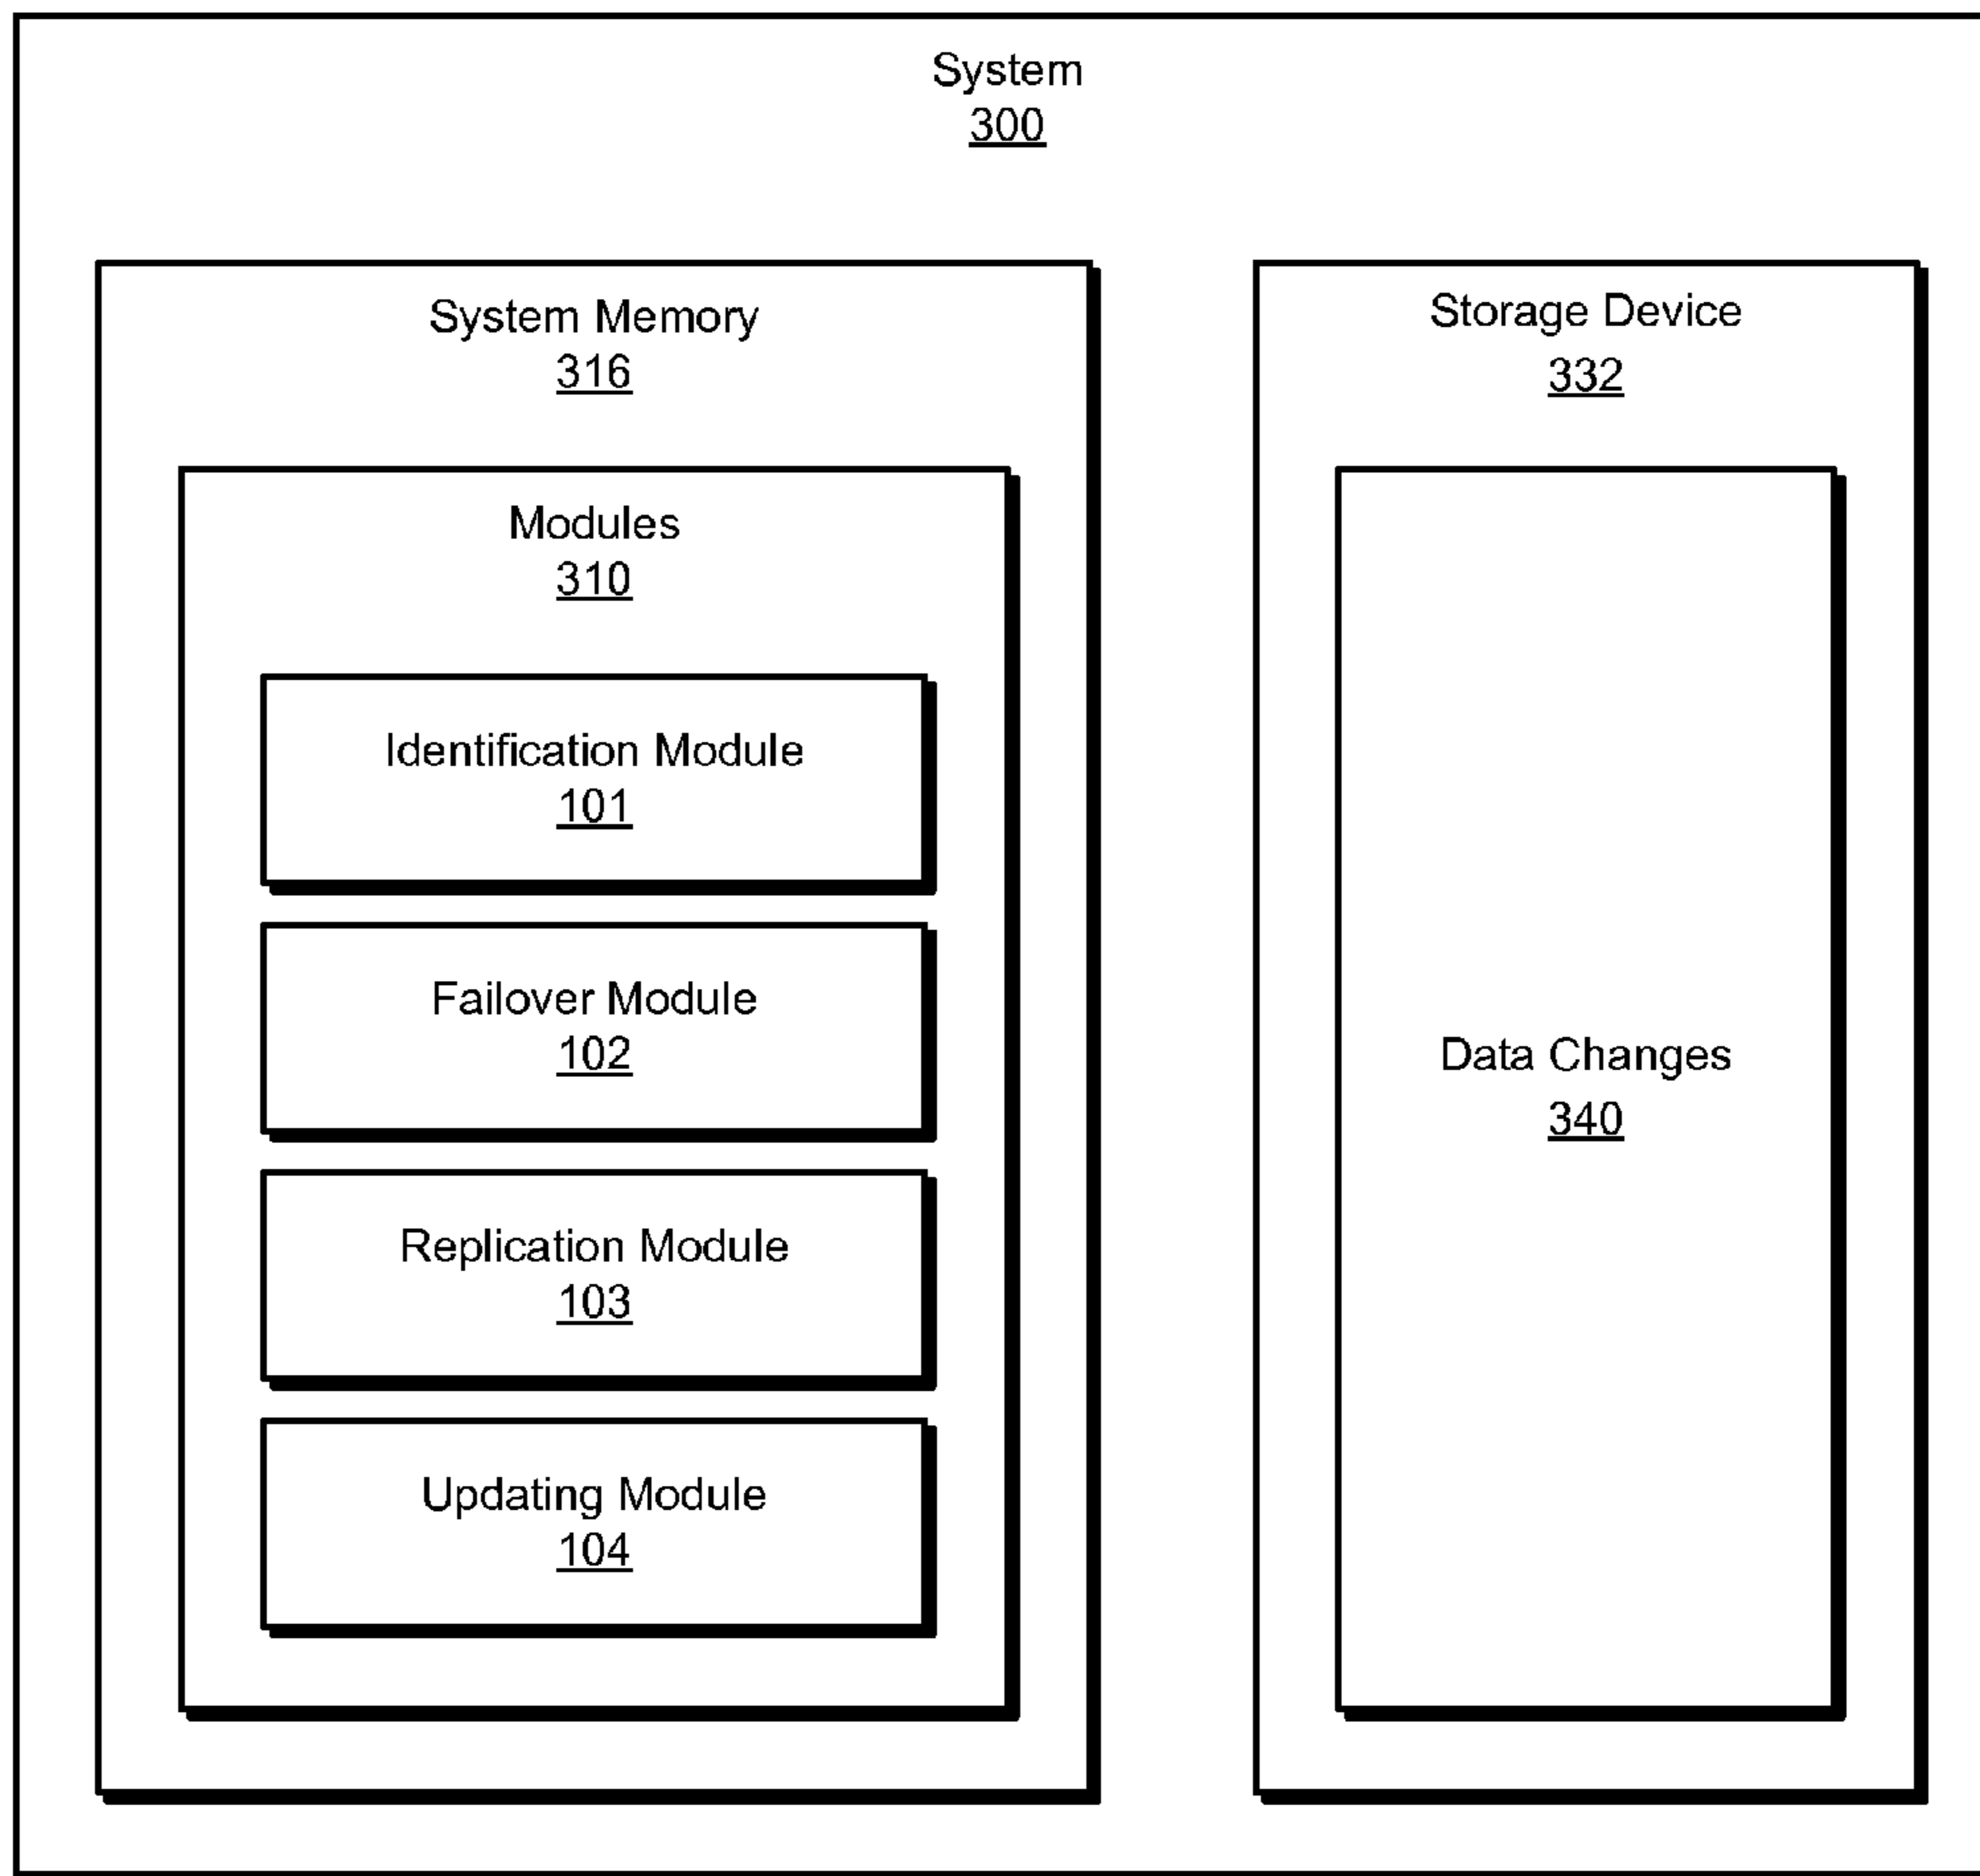 System
300
System Memory
316
Modules
310
Identification Module
101
Failover Module
102
Replication Module
103
Updating Module
104
Storage Device
332
Data Changes
340